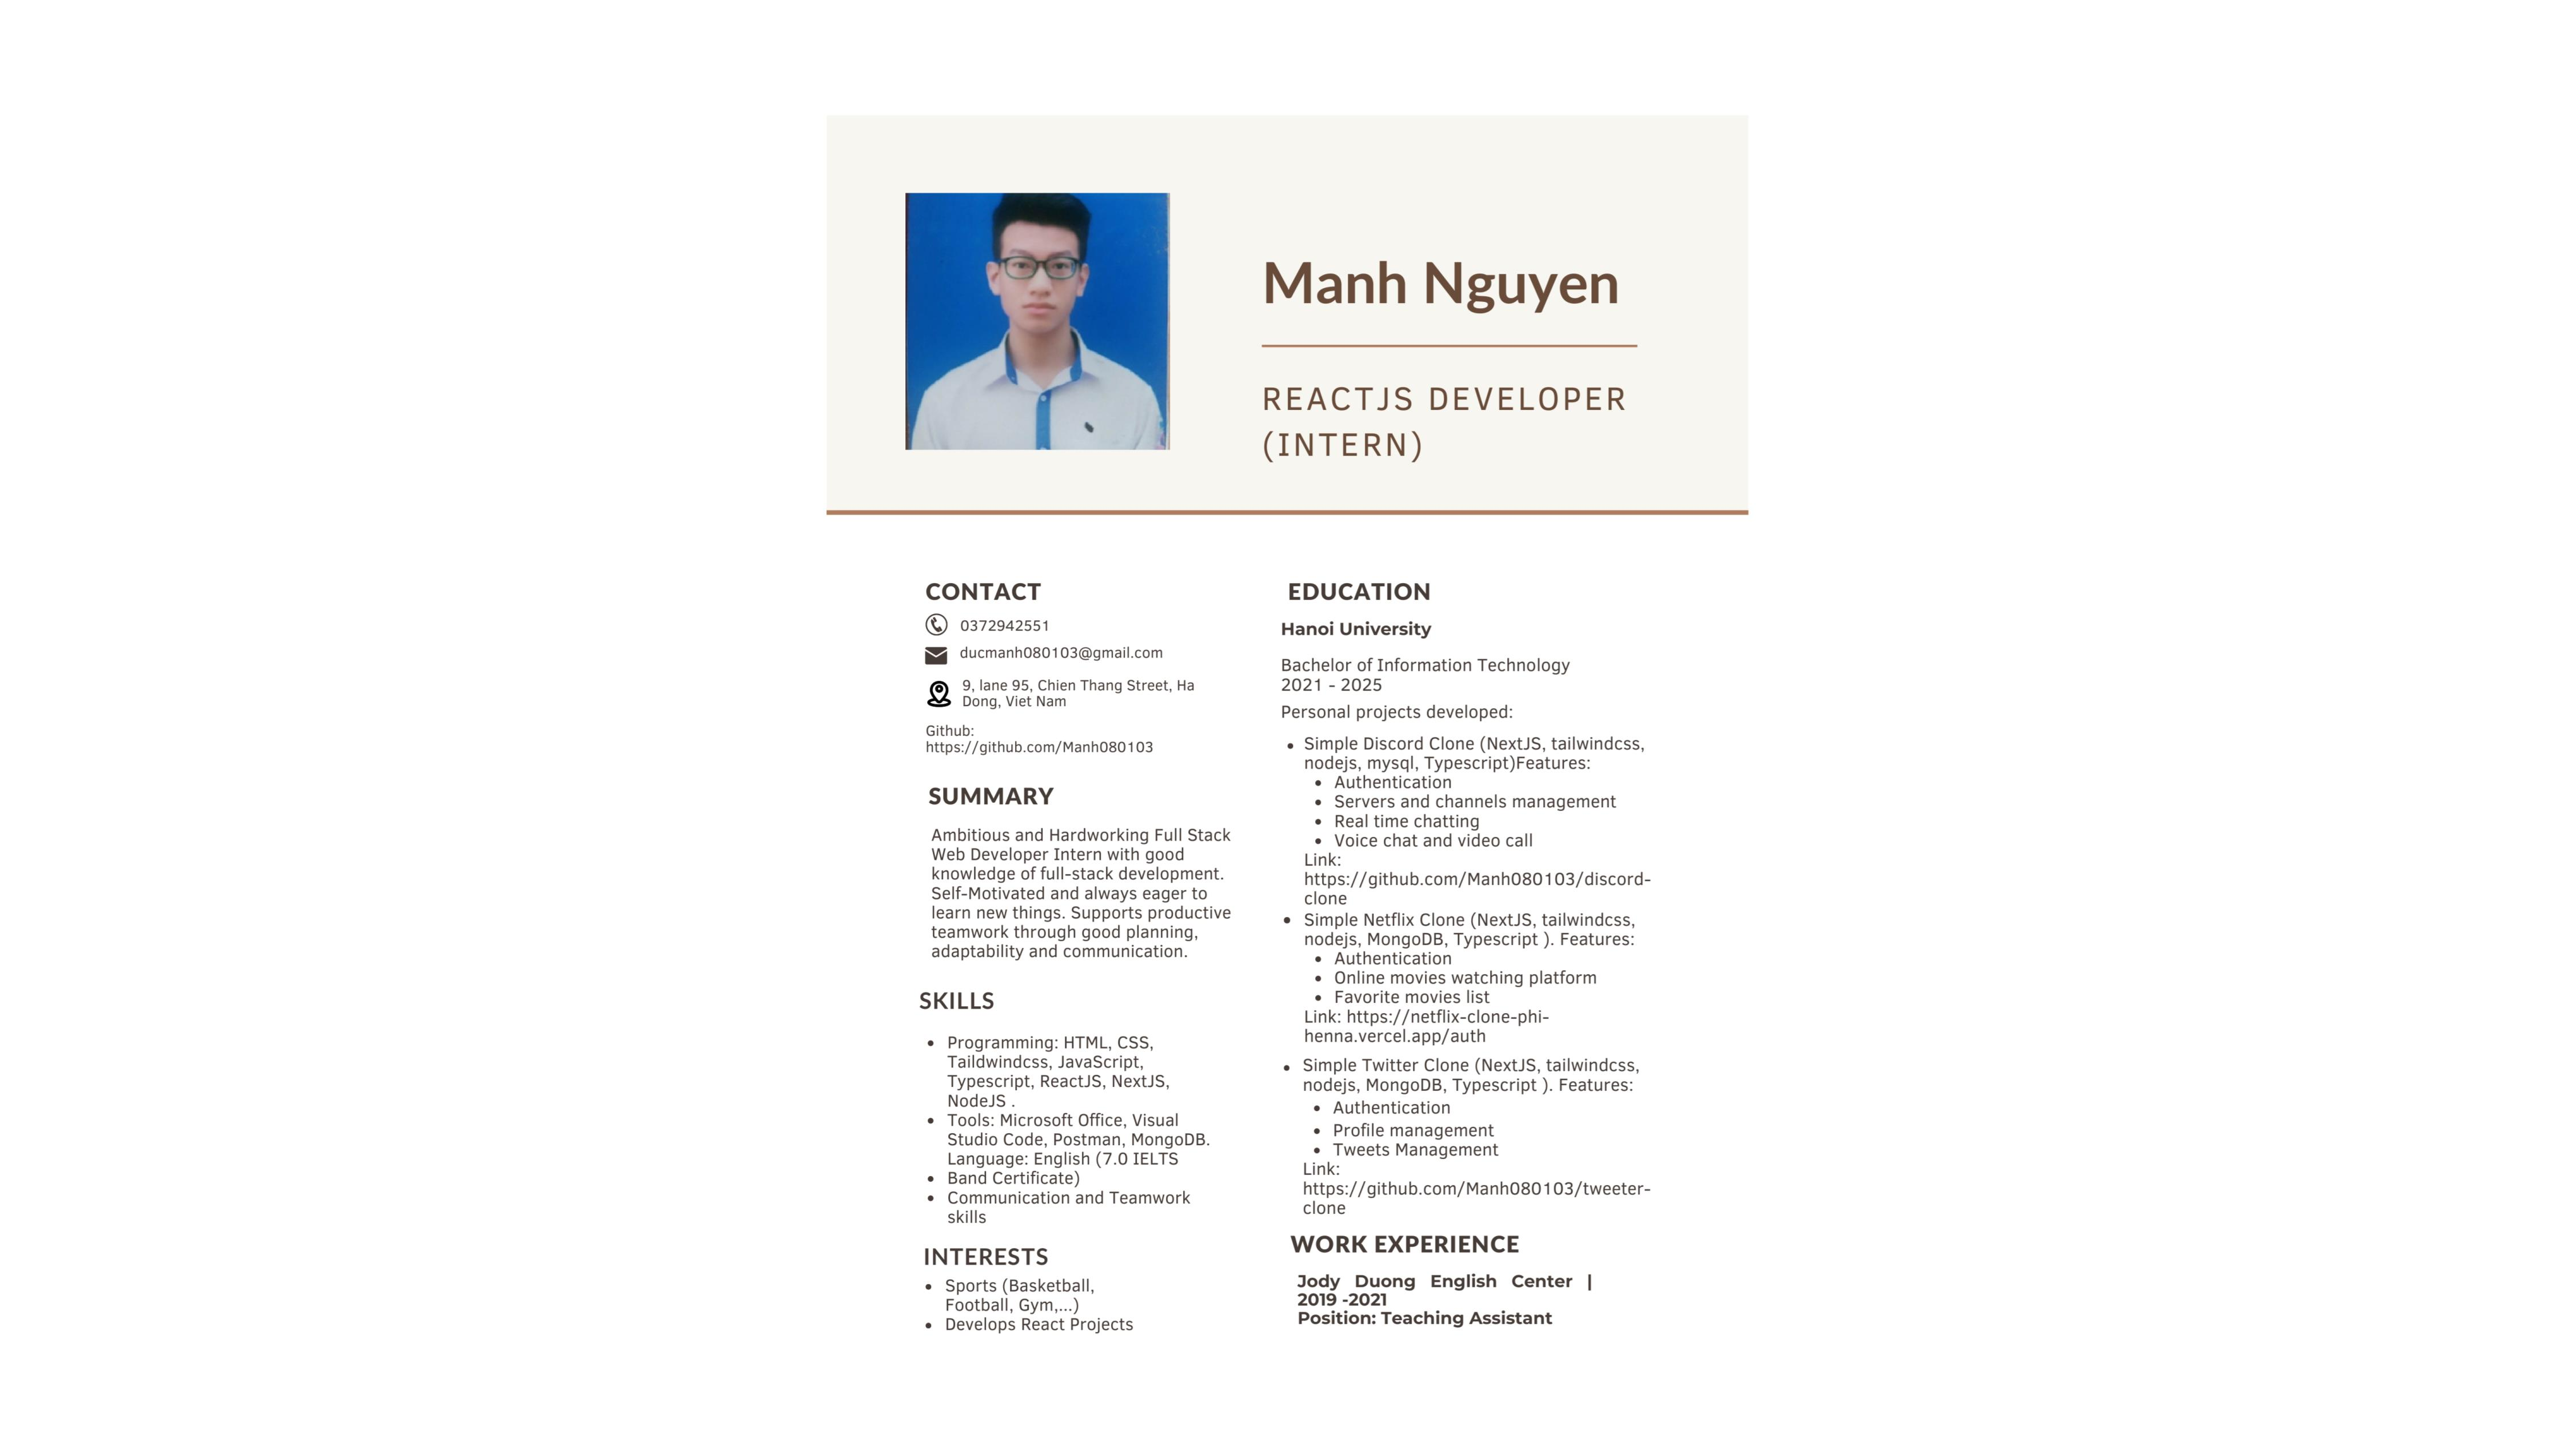 Manh Nguyen
REACTJS DEVELOPER
(INTERN)
CONTACT
0372942551
ducmanh080103@gmail.com
9, lane 95, Chien Thang Street, Ha
Dong, Viet Nam
Github:
https://github.com/Manh080103
SUMMARY
Ambitious and Hardworking Full Stack
Web Developer Intern with good
knowledge of full-stack development.
Self-Motivated and always eager to
learn new things. Supports productive
teamwork through good planning,
adaptability and communication.
SKILLS
• Programming: HTML, CSS,
Taildwindcss, JavaScript,
Typescript, ReactJS, NextJS,
NodeJS .
• Tools: Microsoft Office, Visual
Studio Code, Postman, MongoDB.
Language: English (7.0 IELTS
• Band Certificate)
• Communication and Teamwork
skills
INTERESTS
• Sports (Basketball,
Football, Gym,...)
• Develops React Projects
EDUCATION
Hanoi University
Bachelor of Information Technology
2021 - 2025
Personal projects developed:
• Simple Discord Clone (NextJS, tailwindcss,
nodejs, mysql, Typescript)Features:
• Authentication
• Servers and channels management
• Real time chatting
• Voice chat and video call
Link:
https://github.com/Manh080103/discord-
clone
• Simple Netflix Clone (NextJS, tailwindcss,
nodejs, MongoDB, Typescript ). Features:
• Authentication
• Online movies watching platform
• Favorite movies list
Link: https://netflix-clone-phi-
henna.vercel.app/auth
• Simple Twitter Clone (NextJS, tailwindcss,
nodejs, MongoDB, Typescript ). Features:
• Authentication
• Profile management
• Tweets Management
Link:
https://github.com/Manh080103/tweeter-
clone
WORK EXPERIENCE
Jody Duong English Center |
2019 -2021
Position: Teaching Assistant